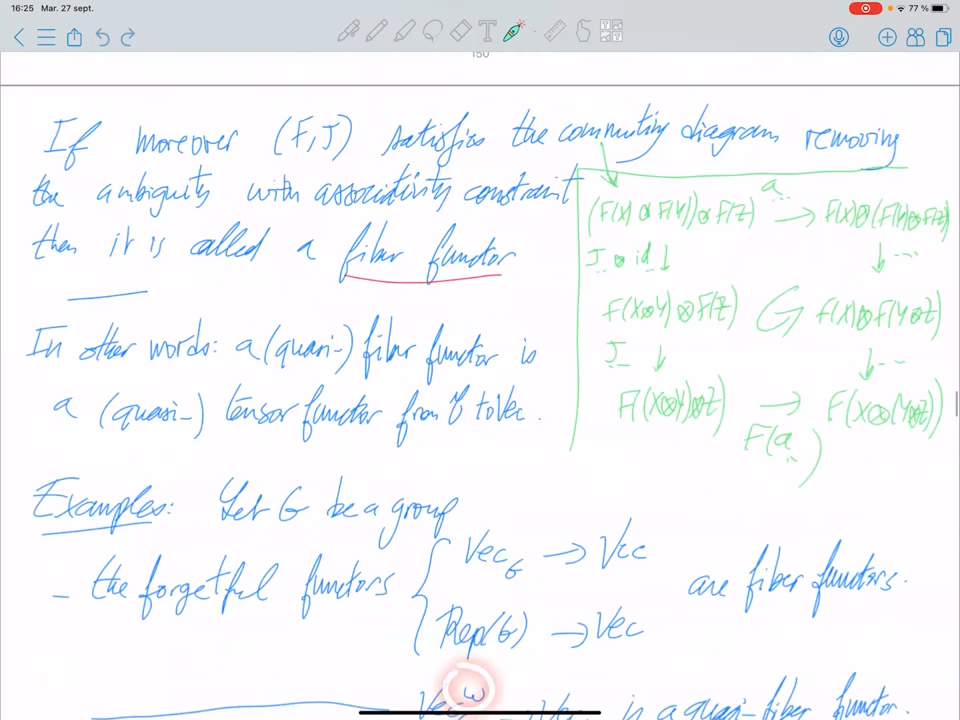 16:25 Mar. 27 sept.
77 %
150
If moreover (F,J) satisfies the commuting diagram removing
the ambiguity with associativity constraint
then it is called a fiber functor
(F(X)⊗F(Y))⊗F(Z) →a F(X)⊗(F(Y)⊗F(Z))
J..⊗id.. ↓ ↓ ...
F(X⊗Y)⊗F(Z) F(X)⊗F(Y⊗Z)
J.. ↓ ↓ ...
F((X⊗Y)⊗Z) → F(X⊗(Y⊗Z))
F(a...)
In other words: a (quasi-) fiber functor is
a (quasi-) tensor functor from C to Vec.
Examples: Let G be a group
- the forgetful functors { Vec_G → Vec
Rep(G) → Vec
are fiber functors.
ω
is a quasi-fiber functor.